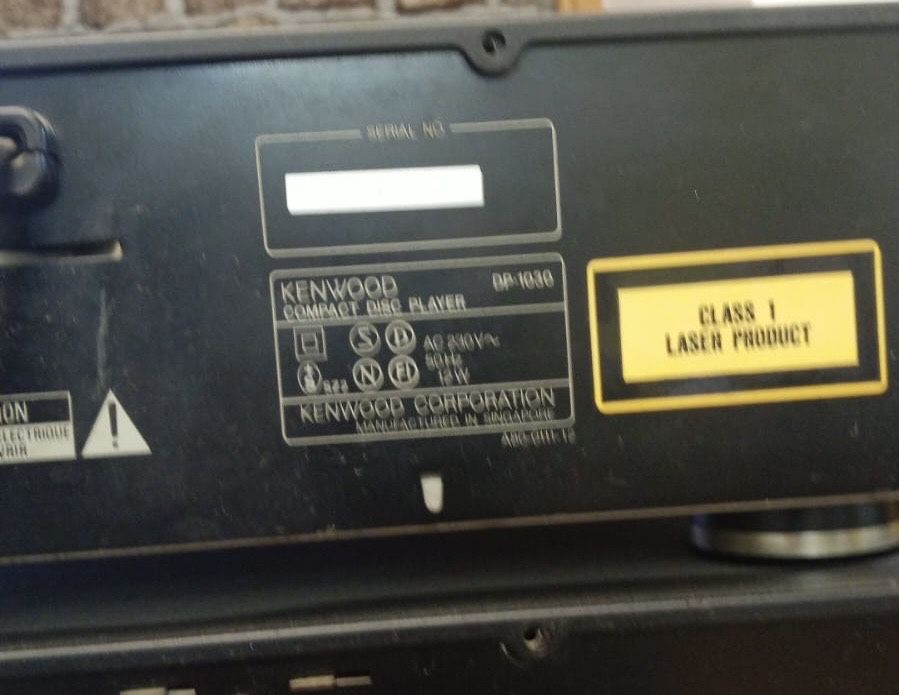 SERIAL NO.
KENWOOD DP-1030
COMPACT DISC PLAYER
S B AC 230V~
50Hz
N FI
KENWOOD CORPORATION
MANUFACTURED IN SINGAPORE
CLASS 1
LASER PRODUCT
ION
ELECTRIQUE